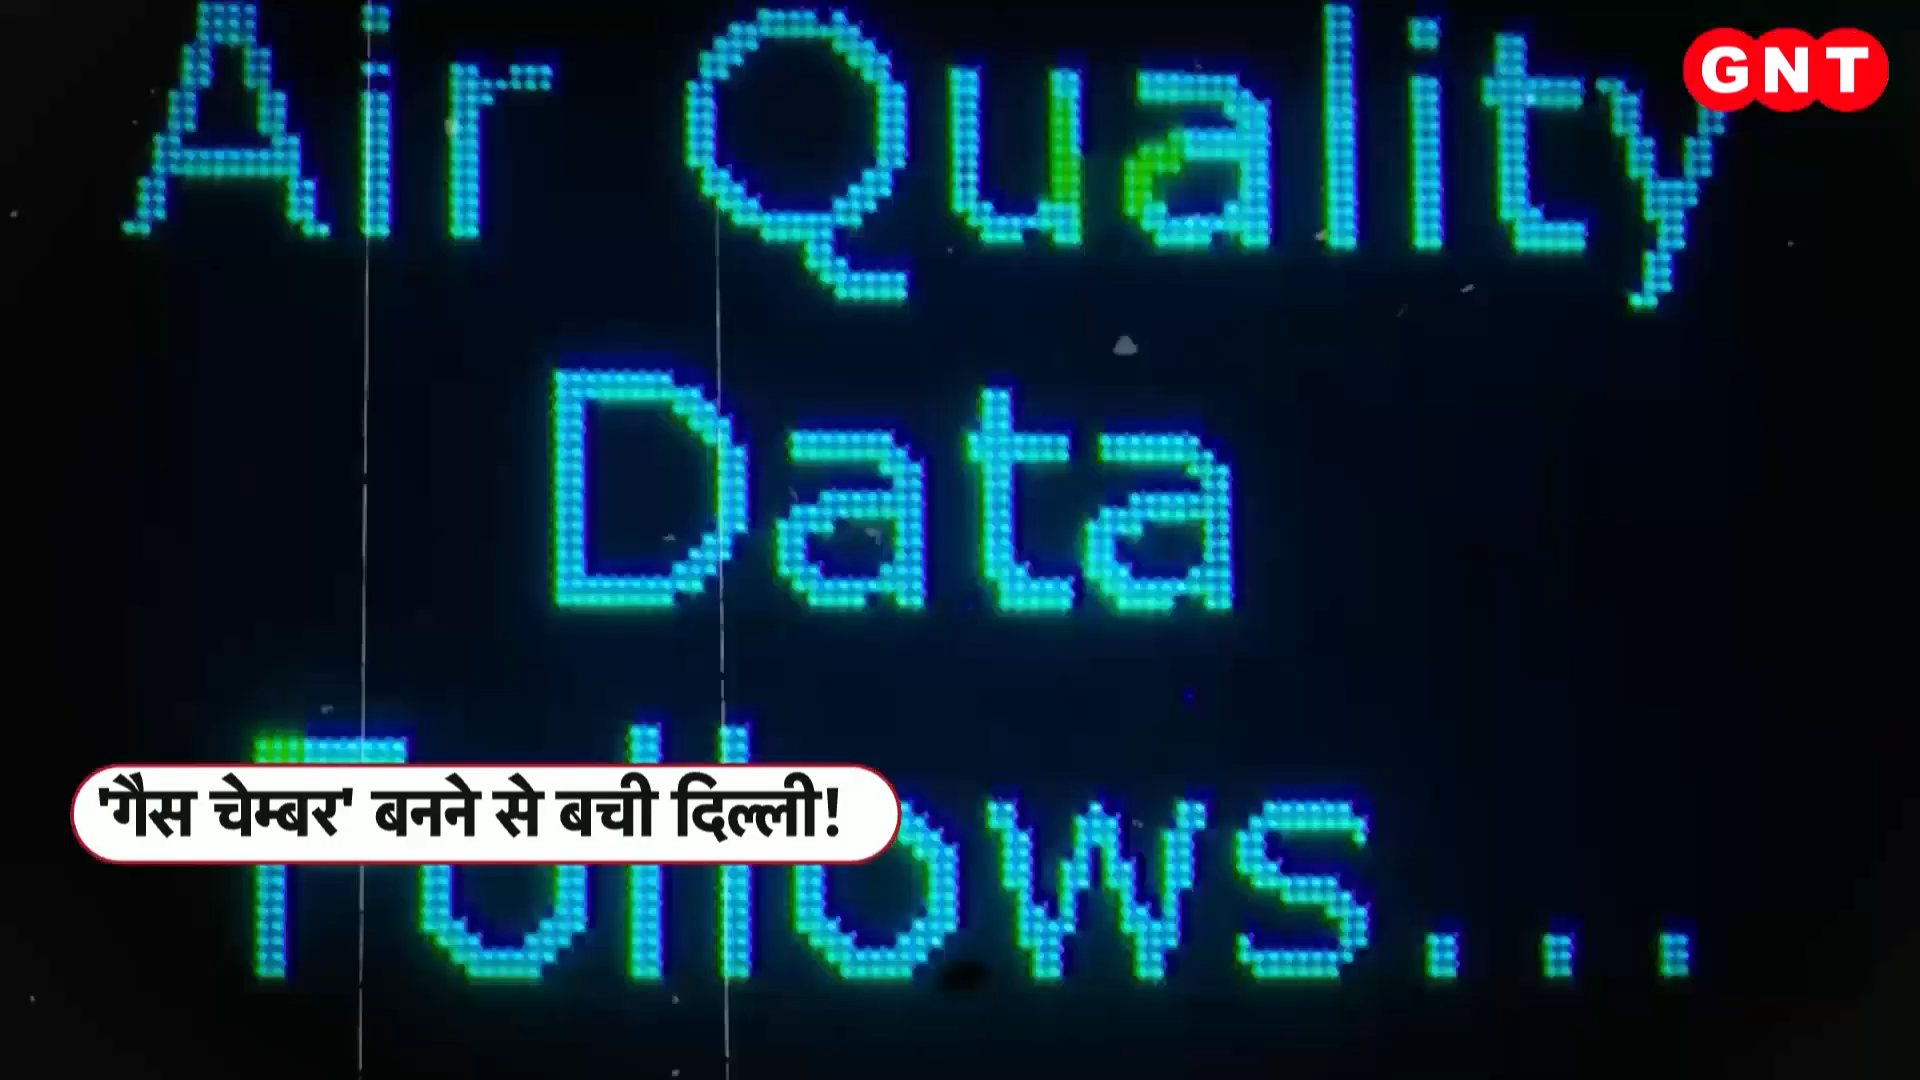 Air Quality
GNT
Data
Follows...
'गैस चेम्बर' बनने से बची दिल्ली!